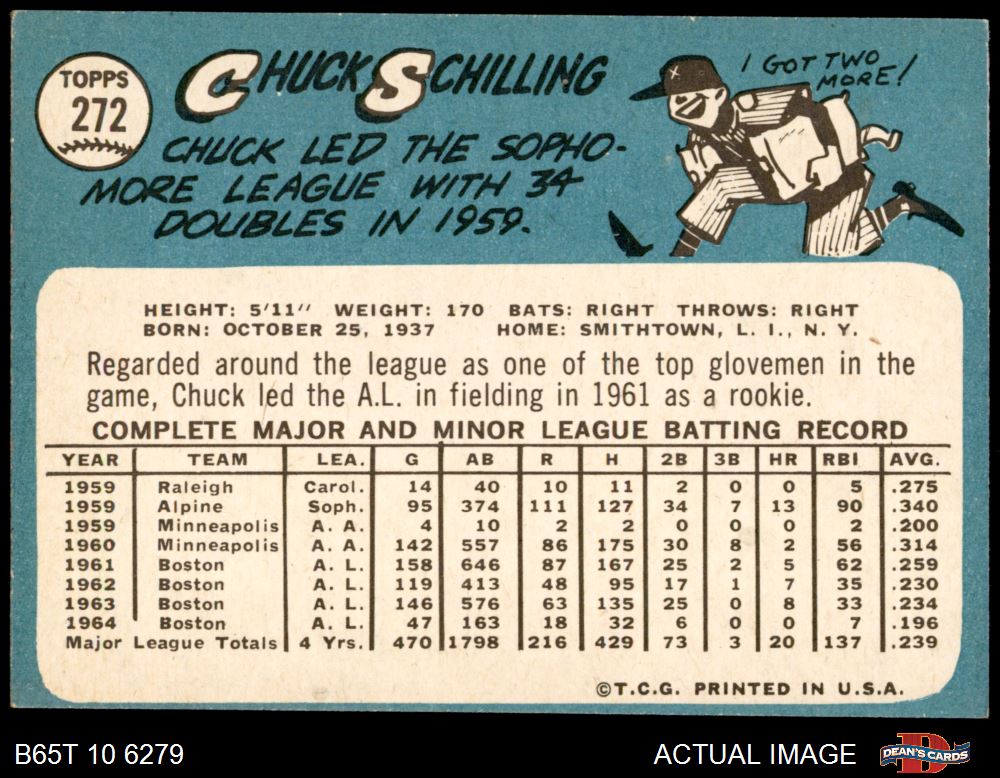 TOPPS
272
CHUCK SCHILLING
CHUCK LED THE SOPHO-
MORE LEAGUE WITH 34
DOUBLES IN 1959.
I GOT TWO
MORE!
HEIGHT: 5'11" WEIGHT: 170 BATS: RIGHT THROWS: RIGHT
BORN: OCTOBER 25, 1937 HOME: SMITHTOWN, L. I., N. Y.
Regarded around the league as one of the top glovemen in the
game, Chuck led the A.L. in fielding in 1961 as a rookie.
COMPLETE MAJOR AND MINOR LEAGUE BATTING RECORD
YEAR TEAM LEA. G AB R H 2B 3B HR RBI AVG.
1959 Raleigh Carol. 14 40 10 11 2 0 0 5 .275
1959 Alpine Soph. 95 374 111 127 34 7 13 90 .340
1959 Minneapolis A. A. 4 10 2 2 0 0 0 2 .200
1960 Minneapolis A. A. 142 557 86 175 30 8 2 56 .314
1961 Boston A. L. 158 646 87 167 25 2 5 62 .259
1962 Boston A. L. 119 413 48 95 17 1 7 35 .230
1963 Boston A. L. 146 576 63 135 25 0 8 33 .234
1964 Boston A. L. 47 163 18 32 6 0 0 7 .196
Major League Totals 4 Yrs. 470 1798 216 429 73 3 20 137 .239
©T.C.G. PRINTED IN U.S.A.
B65T 10 6279 ACTUAL IMAGE DEAN'S CARDS